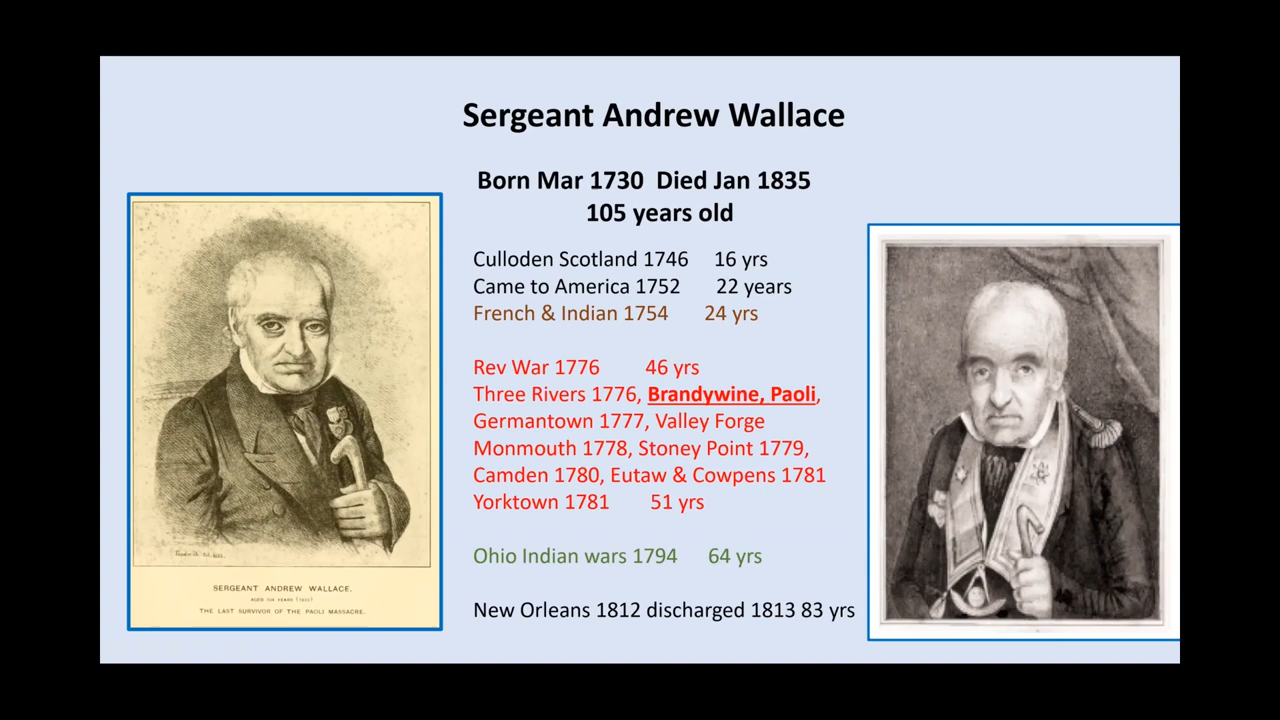 Sergeant Andrew Wallace
Born Mar 1730 Died Jan 1835
105 years old
Culloden Scotland 1746 16 yrs
Came to America 1752 22 years
French & Indian 1754 24 yrs
Rev War 1776 46 yrs
Three Rivers 1776, Brandywine, Paoli,
Germantown 1777, Valley Forge
Monmouth 1778, Stoney Point 1779,
Camden 1780, Eutaw & Cowpens 1781
Yorktown 1781 51 yrs
Ohio Indian wars 1794 64 yrs
New Orleans 1812 discharged 1813 83 yrs
SERGEANT ANDREW WALLACE.
THE LAST SURVIVOR OF THE PAOLI MASSACRE.